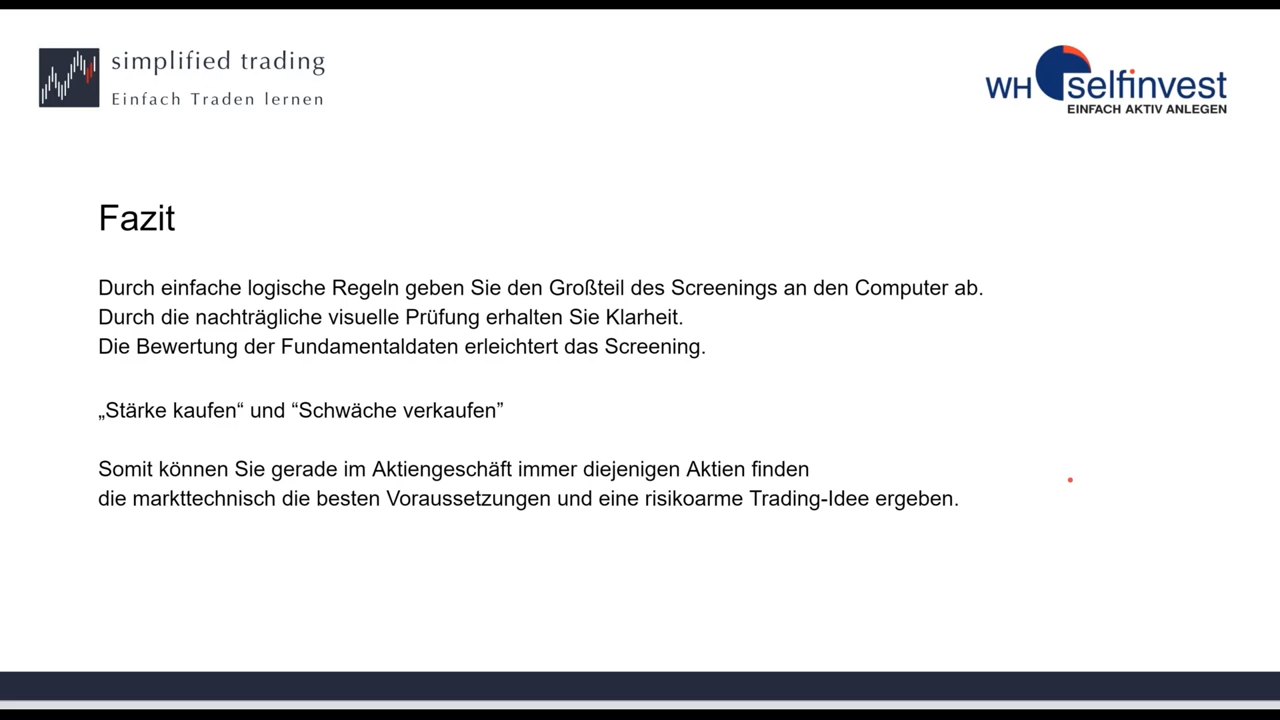 simplified trading
Einfach Traden lernen
WH selfinvest
EINFACH AKTIV ANLEGEN
Fazit
Durch einfache logische Regeln geben Sie den Großteil des Screenings an den Computer ab.
Durch die nachträgliche visuelle Prüfung erhalten Sie Klarheit.
Die Bewertung der Fundamentaldaten erleichtert das Screening.
„Stärke kaufen“ und “Schwäche verkaufen”
Somit können Sie gerade im Aktiengeschäft immer diejenigen Aktien finden
die markttechnisch die besten Voraussetzungen und eine risikoarme Trading-Idee ergeben.